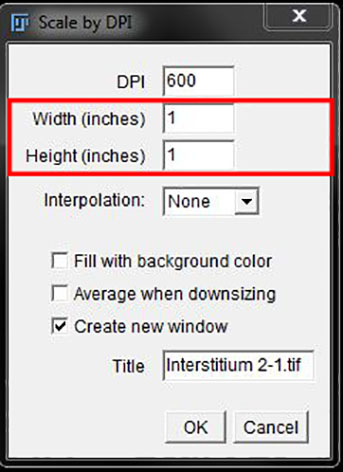 Scale by DPI
DPI 600
Width (inches) 1
Height (inches) 1
Interpolation: None
Fill with background color
Average when downsizing
Create new window
Title Interstitium 2-1.tif
OK Cancel